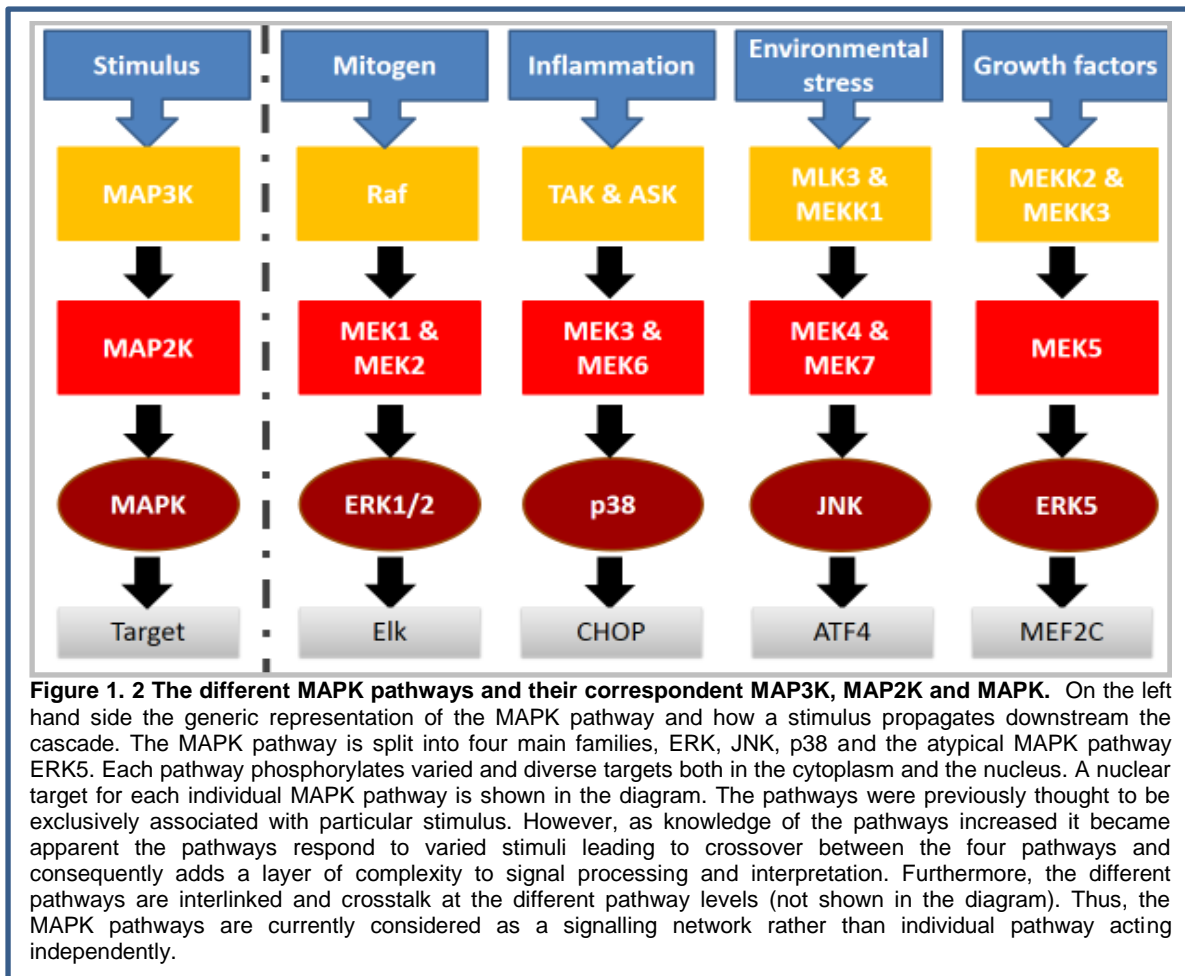 Stimulus Mitogen Inflammation Environmental stress Growth factors
MAP3K Raf TAK & ASK MLK3 & MEKK1 MEKK2 & MEKK3
MAP2K MEK1 & MEK2 MEK3 & MEK6 MEK4 & MEK7 MEK5
MAPK ERK1/2 p38 JNK ERK5
Target Elk CHOP ATF4 MEF2C
Figure 1. 2 The different MAPK pathways and their correspondent MAP3K, MAP2K and MAPK. On the left
hand side the generic representation of the MAPK pathway and how a stimulus propagates downstream the
cascade. The MAPK pathway is split into four main families, ERK, JNK, p38 and the atypical MAPK pathway
ERK5. Each pathway phosphorylates varied and diverse targets both in the cytoplasm and the nucleus. A nuclear
target for each individual MAPK pathway is shown in the diagram. The pathways were previously thought to be
exclusively associated with particular stimulus. However, as knowledge of the pathways increased it became
apparent the pathways respond to varied stimuli leading to crossover between the four pathways and
consequently adds a layer of complexity to signal processing and interpretation. Furthermore, the different
pathways are interlinked and crosstalk at the different pathway levels (not shown in the diagram). Thus, the
MAPK pathways are currently considered as a signalling network rather than individual pathway acting
independently.